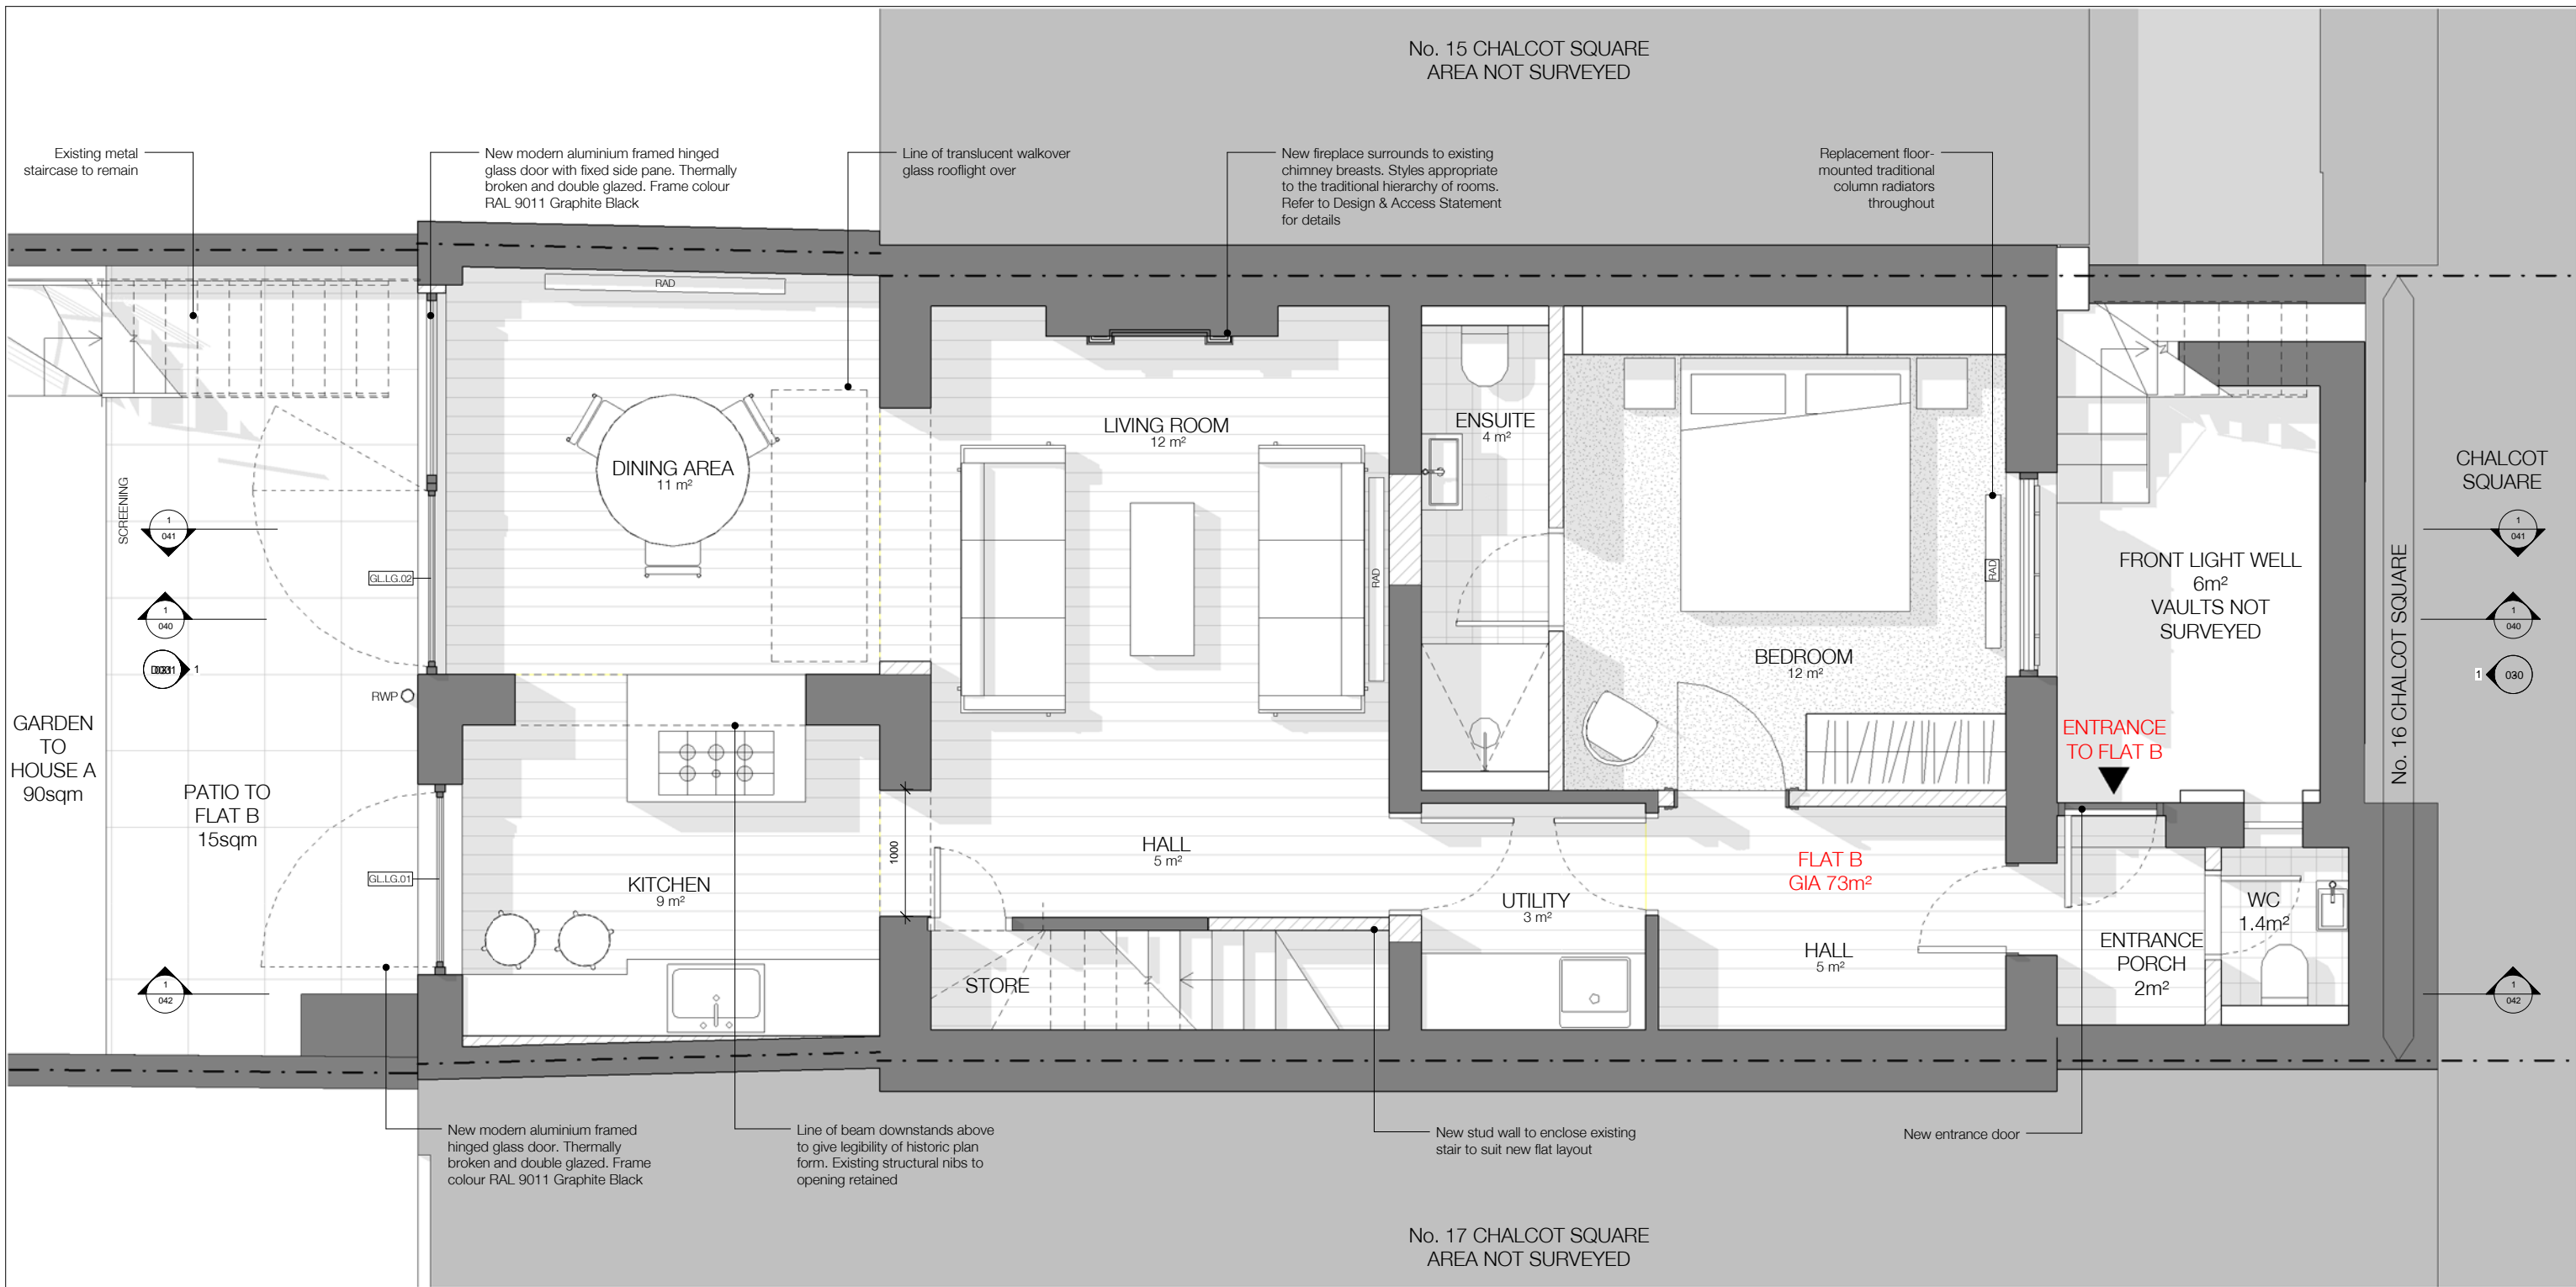 No. 15 CHALCOT SQUARE
AREA NOT SURVEYED
Existing metal
staircase to remain
New modern aluminium framed hinged
glass door with fixed side pane. Thermally
broken and double glazed. Frame colour
RAL 9011 Graphite Black
Line of translucent walkover
glass rooflight over
New fireplace surrounds to existing
chimney breasts. Styles appropriate
to the traditional hierarchy of rooms.
Refer to Design & Access Statement
for details
Replacement floor-
mounted traditional
column radiators
throughout
RAD
LIVING ROOM
12 m²
ENSUITE
4 m²
DINING AREA
11 m²
SCREENING
1
041
GL.LG.02
1
040
1
RWP
RAD
RAD
BEDROOM
12 m²
FRONT LIGHT WELL
6m²
VAULTS NOT
SURVEYED
CHALCOT
SQUARE
1
041
1
040
1
030
No. 16 CHALCOT SQUARE
GARDEN
TO
HOUSE A
90sqm
PATIO TO
FLAT B
15sqm
ENTRANCE
TO FLAT B
GL.LG.01
KITCHEN
9 m²
1000
HALL
5 m²
UTILITY
3 m²
FLAT B
GIA 73m²
HALL
5 m²
ENTRANCE
PORCH
2m²
WC
1.4m²
STORE
1
042
1
042
New modern aluminium framed
hinged glass door. Thermally
broken and double glazed. Frame
colour RAL 9011 Graphite Black
Line of beam downstands above
to give legibility of historic plan
form. Existing structural nibs to
opening retained
New stud wall to enclose existing
stair to suit new flat layout
New entrance door
No. 17 CHALCOT SQUARE
AREA NOT SURVEYED